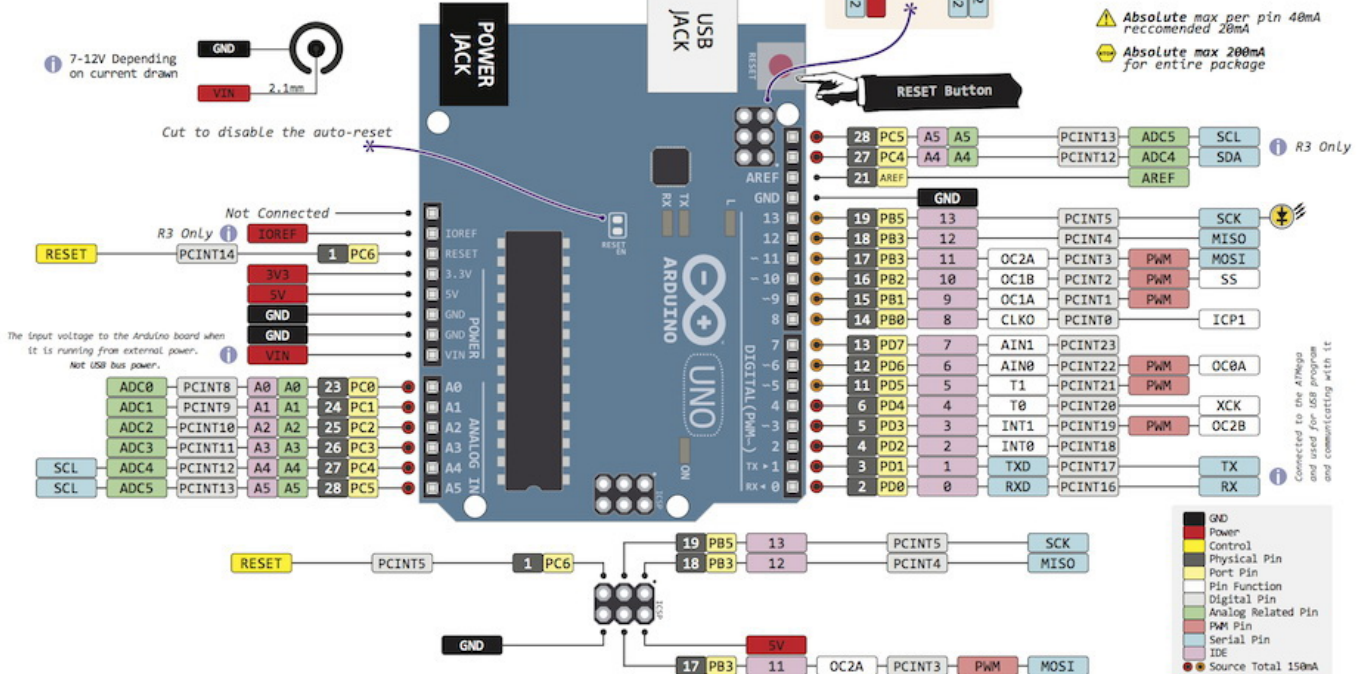 POWER JACK
USB JACK
2
2 2
7-12V Depending
on current drawn
GND
VIN
2.1mm
Absolute max per pin 40mA
reccomended 20mA
STOP
Absolute max 200mA
for entire package
RESET
RESET Button
Cut to disable the auto-reset
28 PC5 A5 A5 PCINT13 ADC5 SCL
27 PC4 A4 A4 PCINT12 ADC4 SDA
R3 Only
AREF 21 AREF AREF
GND GND
13 19 PB5 13 PCINT5 SCK
12 18 PB3 12 PCINT4 MISO
~11 17 PB3 11 OC2A PCINT3 PWM MOSI
~10 16 PB2 10 OC1B PCINT2 PWM SS
~9 15 PB1 9 OC1A PCINT1 PWM
8 14 PB0 8 CLKO PCINT0 ICP1
7 13 PD7 7 AIN1 PCINT23
~6 12 PD6 6 AIN0 PCINT22 PWM OC0A
~5 11 PD5 5 T1 PCINT21 PWM
4 6 PD4 4 T0 PCINT20 XCK
~3 5 PD3 3 INT1 PCINT19 PWM OC2B
2 4 PD2 2 INT0 PCINT18
TX ▸ 1 3 PD1 1 TXD PCINT17 TX
RX ◂ 0 2 PD0 0 RXD PCINT16 RX
Connected to the ATMega
and used for USB program
and communicating with it
RX
TX
L
RESET
EN
ARDUINO
UNO
DIGITAL (PWM~)
ON
ICSP
Not Connected
R3 Only IOREF IOREF
RESET PCINT14 1 PC6 RESET
3V3 3.3V
5V 5V
GND GND
GND GND
VIN VIN
POWER
The input voltage to the Arduino board when
it is running from external power.
Not USB bus power.
ADC0 PCINT8 A0 A0 23 PC0 A0
ADC1 PCINT9 A1 A1 24 PC1 A1
ADC2 PCINT10 A2 A2 25 PC2 A2
ADC3 PCINT11 A3 A3 26 PC3 A3
SCL ADC4 PCINT12 A4 A4 27 PC4 A4
SCL ADC5 PCINT13 A5 A5 28 PC5 A5
ANALOG IN
19 PB5 13 PCINT5 SCK
18 PB3 12 PCINT4 MISO
RESET PCINT5 1 PC6
ICSP
GND
5V
17 PB3 11 OC2A PCINT3 PWM MOSI
GND
Power
Control
Physical Pin
Port Pin
Pin Function
Digital Pin
Analog Related Pin
PWM Pin
Serial Pin
IDE
Source Total 150mA